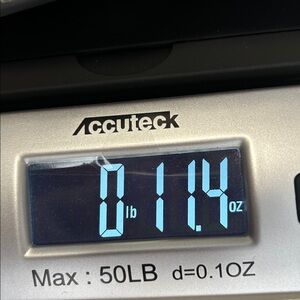 Accuteck
0 lb 11.4 oz
Max : 50LB d=0.1OZ